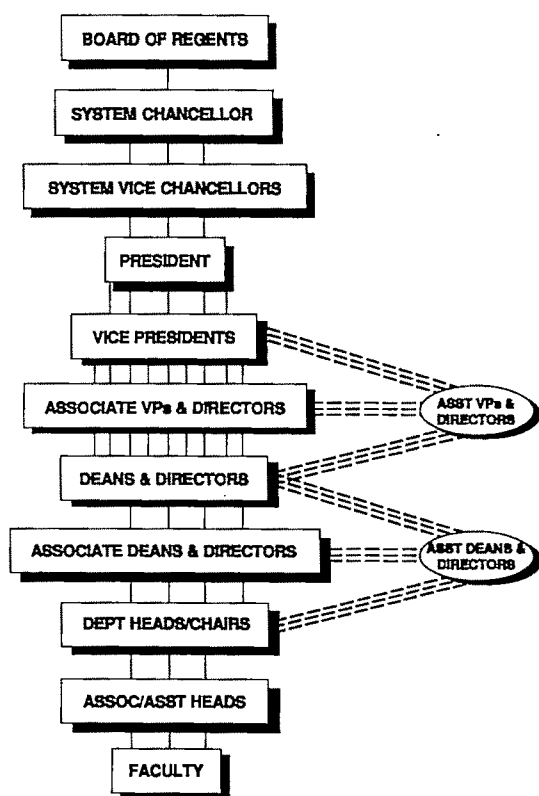 BOARD OF REGENTS
SYSTEM CHANCELLOR
SYSTEM VICE CHANCELLORS
PRESIDENT
VICE PRESIDENTS
ASSOCIATE VPs & DIRECTORS
ASST VPs &
DIRECTORS
DEANS & DIRECTORS
ASSOCIATE DEANS & DIRECTORS
ASST DEANS &
DIRECTORS
DEPT HEADS/CHAIRS
ASSOC/ASST HEADS
FACULTY